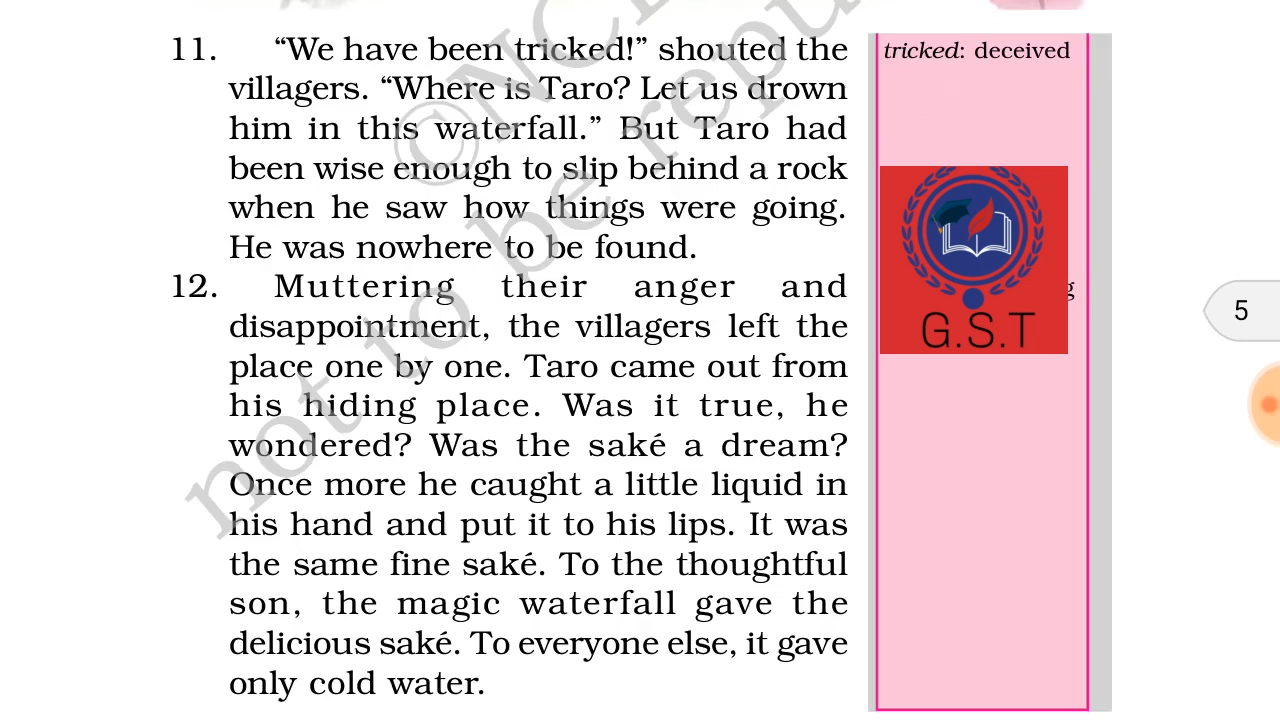 11. “We have been tricked!” shouted the
villagers. “Where is Taro? Let us drown
him in this waterfall.” But Taro had
been wise enough to slip behind a rock
when he saw how things were going.
He was nowhere to be found.
12. Muttering their anger and
disappointment, the villagers left the
place one by one. Taro came out from
his hiding place. Was it true, he
wondered? Was the saké a dream?
Once more he caught a little liquid in
his hand and put it to his lips. It was
the same fine saké. To the thoughtful
son, the magic waterfall gave the
delicious saké. To everyone else, it gave
only cold water.
tricked: deceived
G.S.T
5
not to be